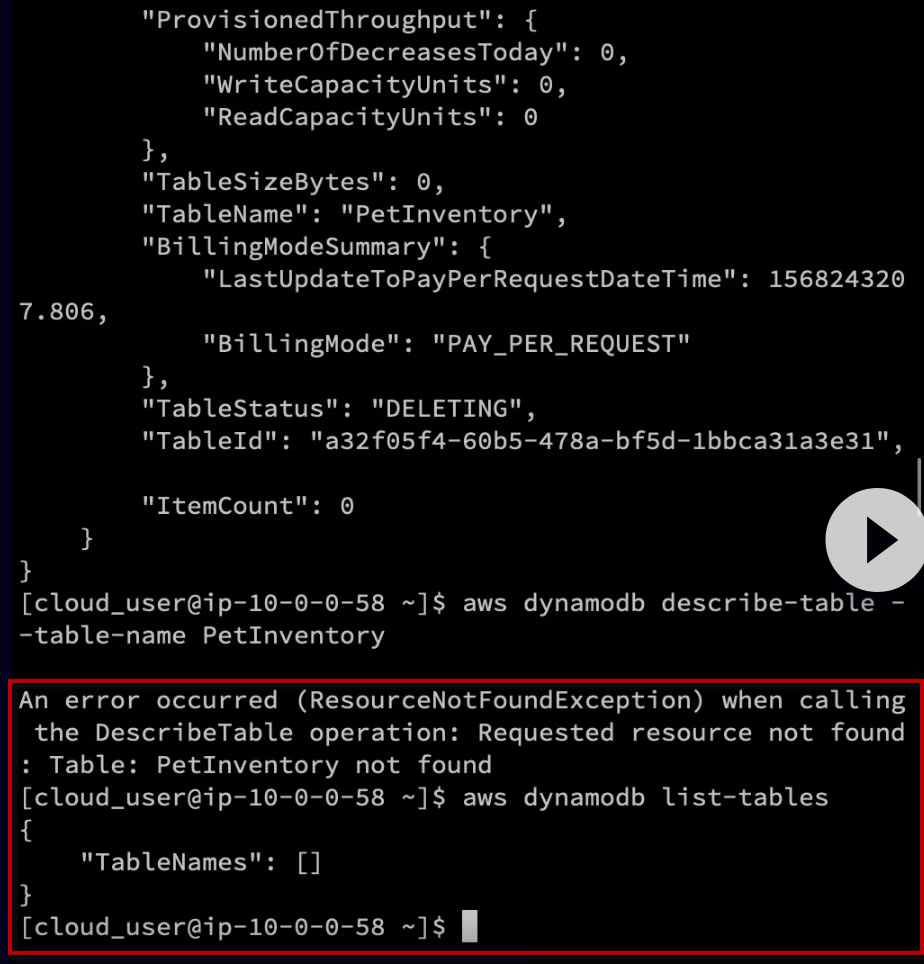 "ProvisionedThroughput": {
"NumberOfDecreasesToday": 0,
"WriteCapacityUnits": 0,
"ReadCapacityUnits": 0
},
"TableSizeBytes": 0,
"TableName": "PetInventory",
"BillingModeSummary": {
"LastUpdateToPayPerRequestDateTime": 156824320
7.806,
"BillingMode": "PAY_PER_REQUEST"
},
"TableStatus": "DELETING",
"TableId": "a32f05f4-60b5-478a-bf5d-1bbca31a3e31",
"ItemCount": 0
}
}
[cloud_user@ip-10-0-0-58 ~]$ aws dynamodb describe-table -
-table-name PetInventory
An error occurred (ResourceNotFoundException) when calling
the DescribeTable operation: Requested resource not found
: Table: PetInventory not found
[cloud_user@ip-10-0-0-58 ~]$ aws dynamodb list-tables
{
"TableNames": []
}
[cloud_user@ip-10-0-0-58 ~]$